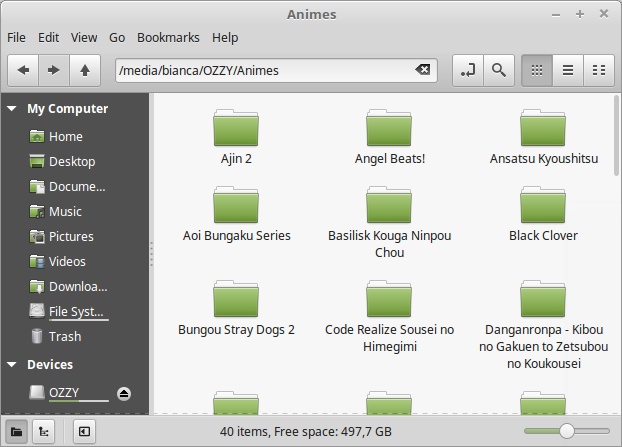 Animes
File Edit View Go Bookmarks Help
/media/bianca/OZZY/Animes
My Computer
Home
Desktop
Docume...
Music
Pictures
Videos
Downloa...
File Syst...
Trash
Devices
OZZY
Ajin 2
Angel Beats!
Ansatsu Kyoushitsu
Aoi Bungaku Series
Basilisk Kouga Ninpou
Chou
Black Clover
Bungou Stray Dogs 2
Code Realize Sousei no
Himegimi
Danganronpa - Kibou
no Gakuen to Zetsubou
no Koukousei
40 items, Free space: 497,7 GB